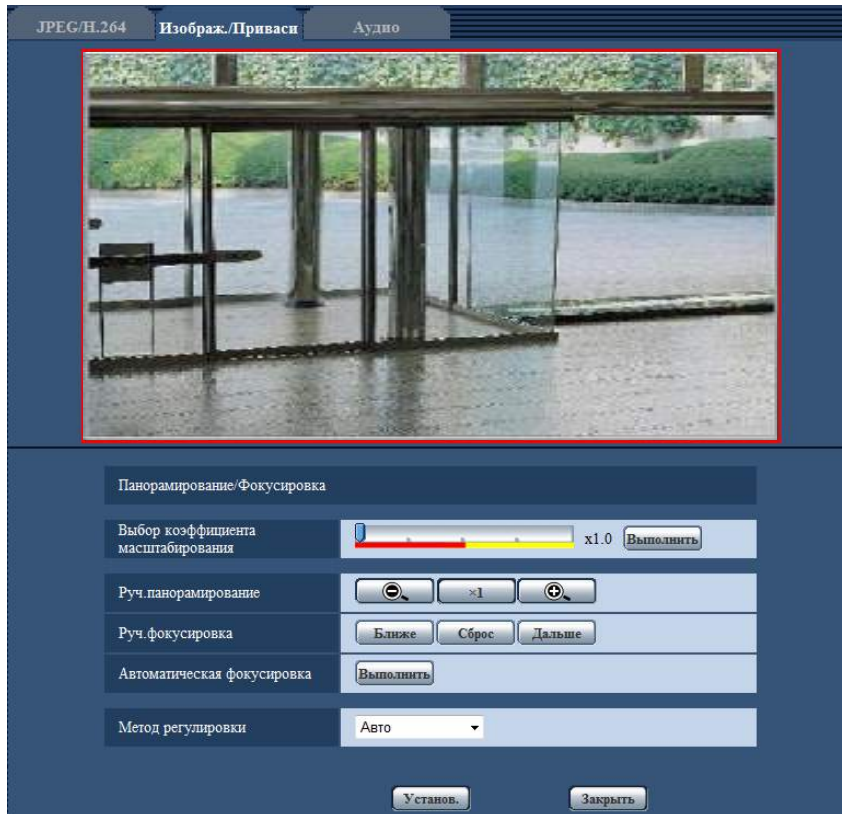 JPEG/H.264 Изображ./Приваси Аудио
Панорамирование/Фокусировка
Выбор коэффициента
масштабирования
x1.0 Выполнить
Руч.панорамирование ×1
Руч.фокусировка Ближе Сброс Дальше
Автоматическая фокусировка Выполнить
Метод регулировки Авто
Установ. Закрыть